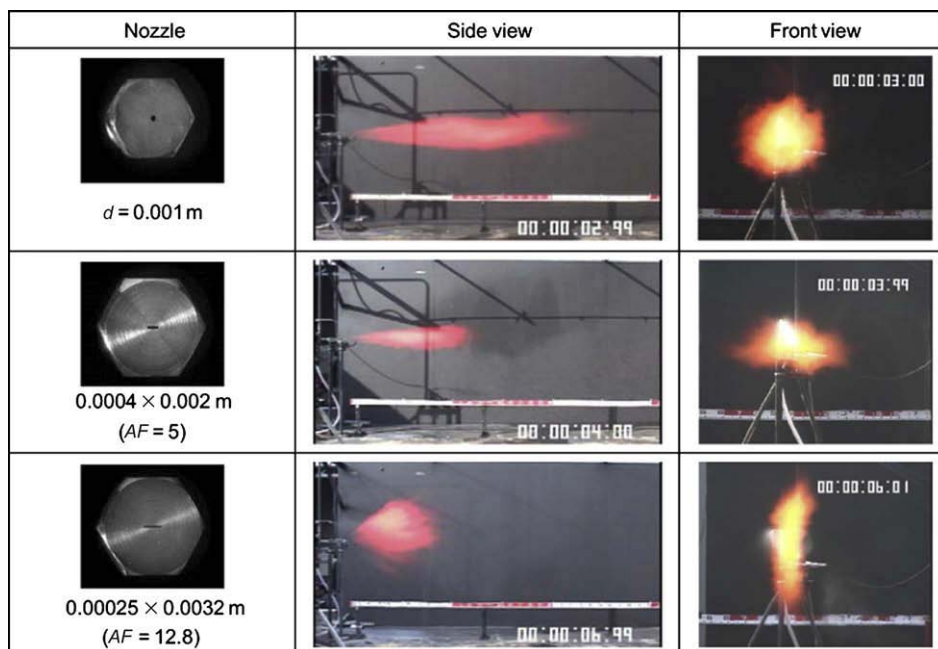 Nozzle
Side view
Front view
d = 0.001 m
00:00:02.99
00:00:03:00
0.0004 × 0.002 m
(AF = 5)
00:00:04:00
00:00:03.99
0.00025 × 0.0032 m
(AF = 12.8)
00:00:06.99
00:00:06:01